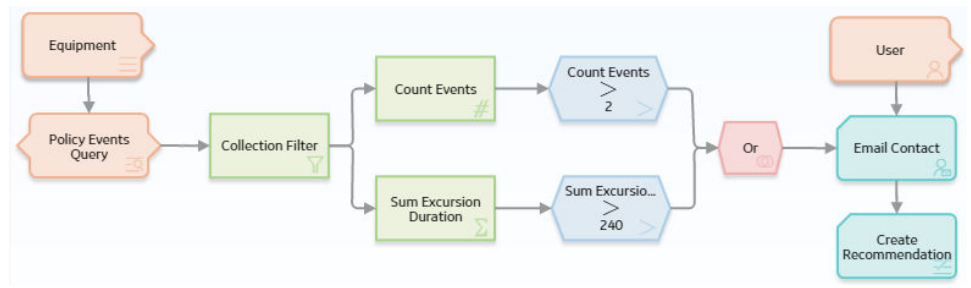 Equipment
User
Policy Events
Query
Collection Filter
Count Events
#
Count Events
>
2
>
Sum Excursion
Duration
Σ
Sum Excursio...
>
240
>
Or
Email Contact
Create
Recommendation